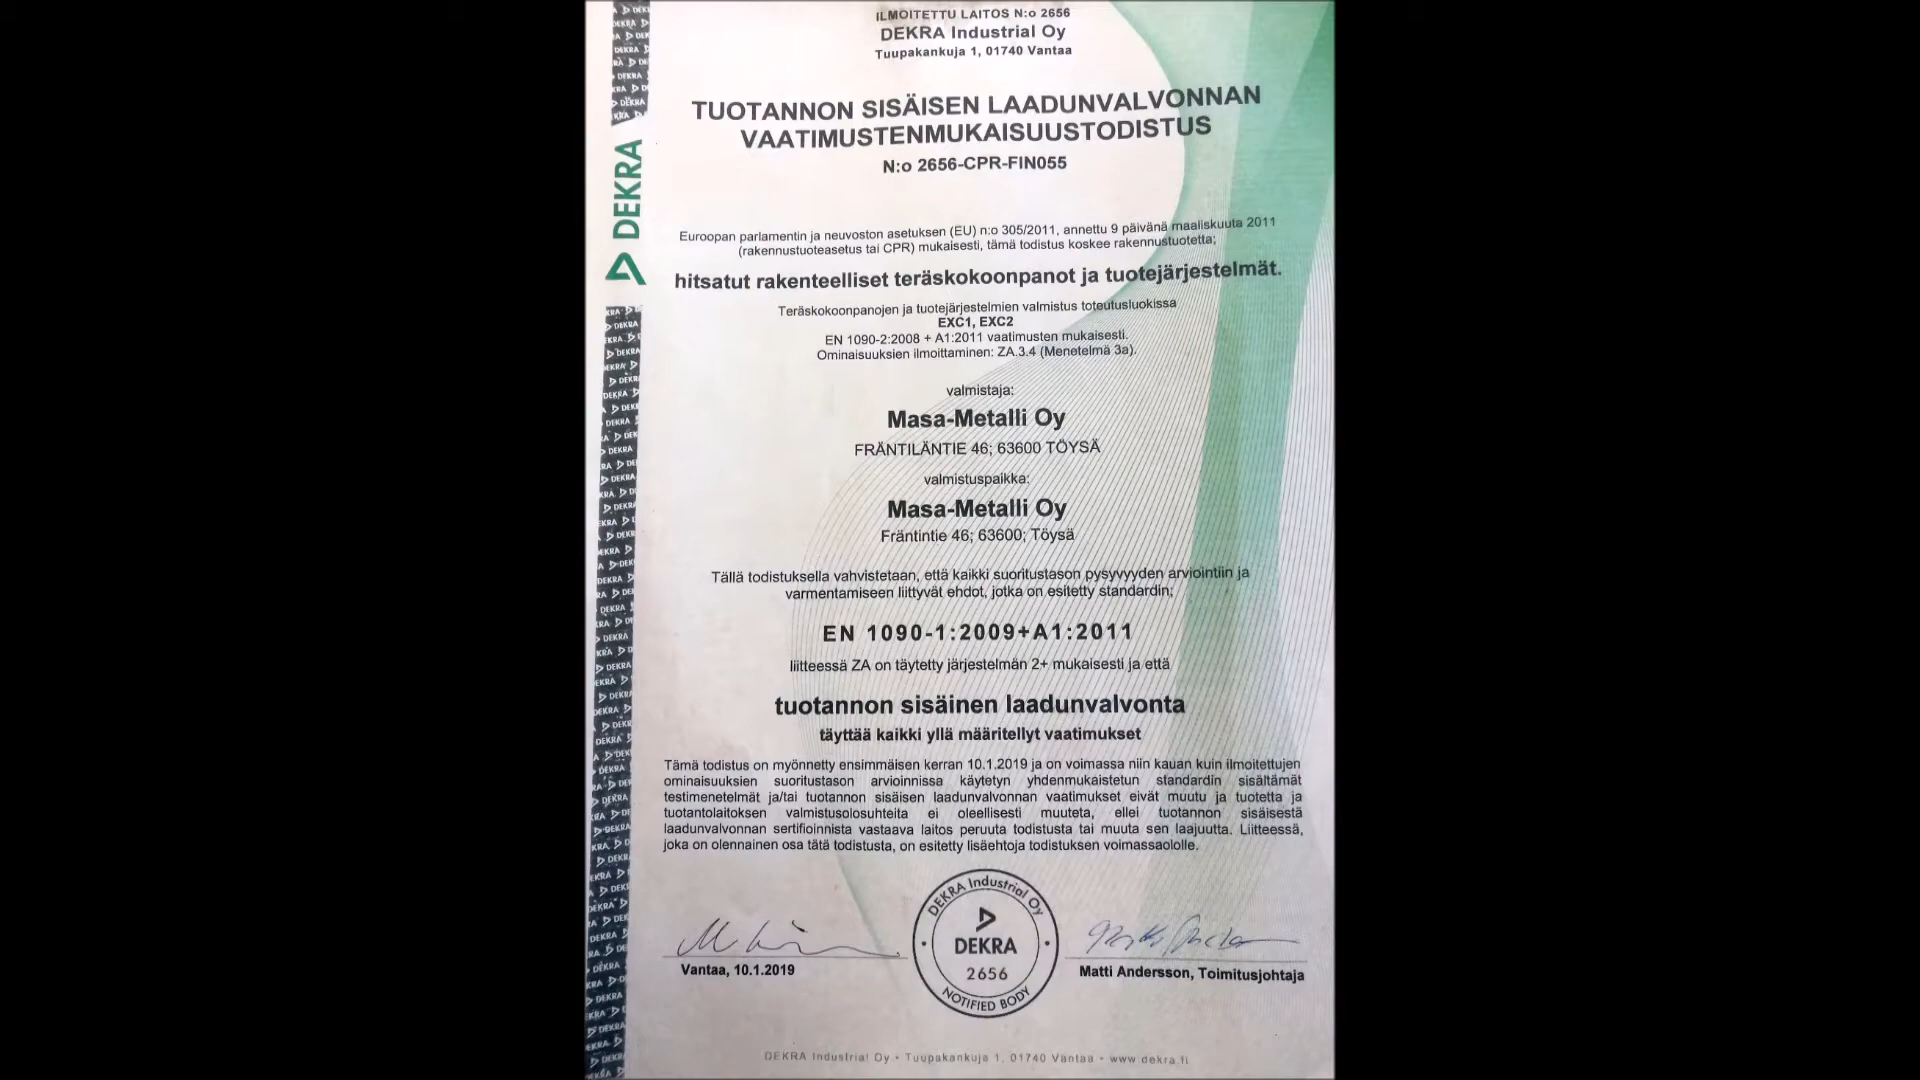 ILMOITETTU LAITOS N:o 2656
DEKRA Industrial Oy
Tuupakankuja 1, 01740 Vantaa
TUOTANNON SISÄISEN LAADUNVALVONNAN
VAATIMUSTENMUKAISUUSTODISTUS
N:o 2656-CPR-FIN055
DEKRA
Euroopan parlamentin ja neuvoston asetuksen (EU) n:o 305/2011, annettu 9 päivänä maaliskuuta 2011
(rakennustuoteasetus tai CPR) mukaisesti, tämä todistus koskee rakennustuotetta;
hitsatut rakenteelliset teräskokoonpanot ja tuotejärjestelmät.
Teräskokoonpanojen ja tuotejärjestelmien valmistus toteutusluokissa
EXC1, EXC2
EN 1090-2:2008 + A1:2011 vaatimusten mukaisesti.
Ominaisuuksien ilmoittaminen: ZA.3.4 (Menetelmä 3a).
valmistaja:
Masa-Metalli Oy
FRÄNTILÄNTIE 46; 63600 TÖYSÄ
valmistuspaikka:
Masa-Metalli Oy
Fräntintie 46; 63600; Töysä
Tällä todistuksella vahvistetaan, että kaikki suoritustason pysyvyyden arviointiin ja
varmentamiseen liittyvät ehdot, jotka on esitetty standardin;
EN 1090-1:2009+A1:2011
liitteessä ZA on täytetty järjestelmän 2+ mukaisesti ja että
tuotannon sisäinen laadunvalvonta
täyttää kaikki yllä määritellyt vaatimukset
Tämä todistus on myönnetty ensimmäisen kerran 10.1.2019 ja on voimassa niin kauan kuin ilmoitettujen
ominaisuuksien suoritustason arvioinnissa käytetyn yhdenmukaistetun standardin sisältämät
testimenetelmät ja/tai tuotannon sisäisen laadunvalvonnan vaatimukset eivät muutu ja tuotetta ja
tuotantolaitoksen valmistusolosuhteita ei oleellisesti muuteta, ellei tuotannon sisäisestä
laadunvalvonnan sertifioinnista vastaava laitos peruuta todistusta tai muuta sen laajuutta. Liitteessä,
joka on olennainen osa tätä todistusta, on esitetty lisäehtoja todistuksen voimassaololle.
DEKRA Industrial Oy
DEKRA
2656
NOTIFIED BODY
Vantaa, 10.1.2019
Matti Andersson, Toimitusjohtaja
DEKRA Industrial Oy • Tuupakankuja 1, 01740 Vantaa • www.dekra.fi